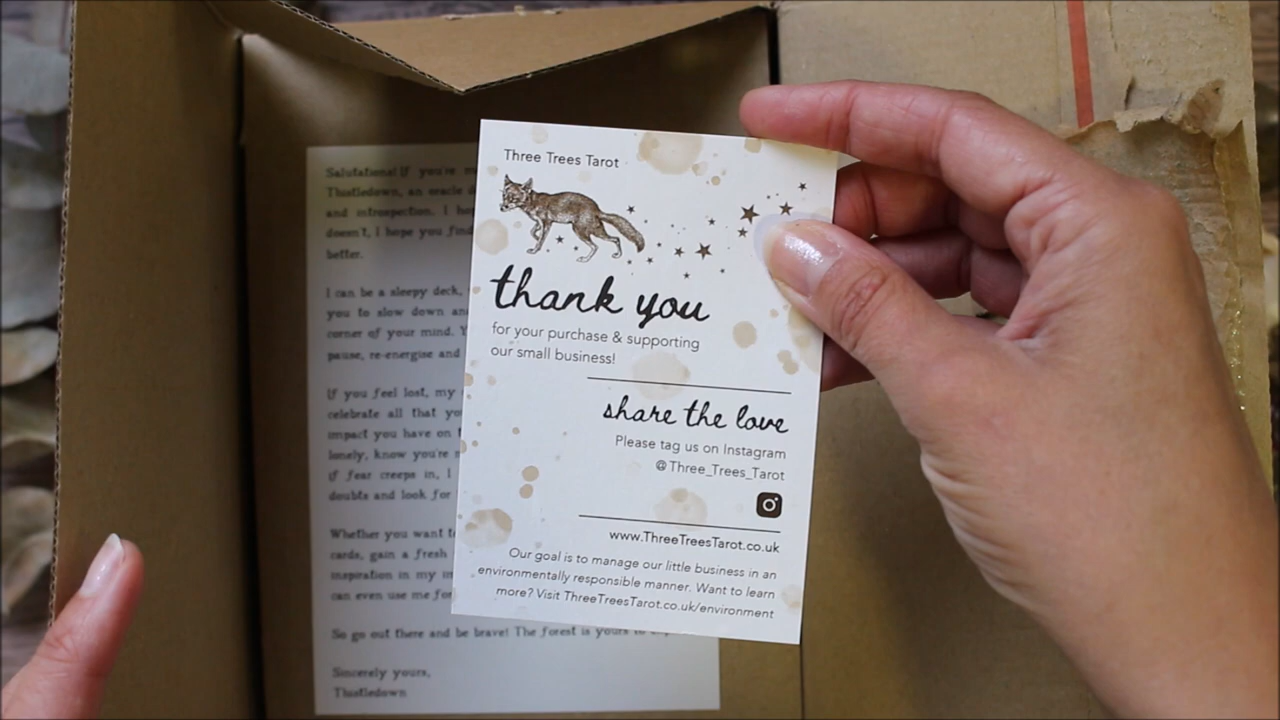 Three Trees Tarot
thank you
for your purchase & supporting
our small business!
share the love
Please tag us on Instagram
@Three_Trees_Tarot
www.ThreeTreesTarot.co.uk
Our goal is to manage our little business in an
environmentally responsible manner. Want to learn
more? Visit ThreeTreesTarot.co.uk/environment
Salutations! If you're
Thistledown, an oracle
and introspection. I
doesn't, I hope you find
better.
I can be a sleepy deck,
you to slow down and
corner of your mind.
pause, re-energise and
If you feel lost, my
celebrate all that
impact you have on
lonely, know you're
if fear creeps in, I
doubts and look for
Whether you want
cards, gain a fresh
inspiration in my
can even use me for
So go out there and be brave! The forest is yours to
Sincerely yours,
Thistledown